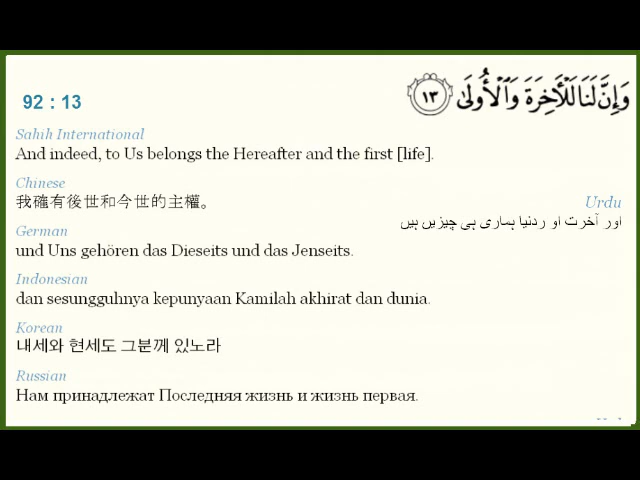 وَإِنَّ لَنَا لَلْآخِرَةَ وَٱلْأُولَىٰ ١٣
92 : 13
Sahih International
And indeed, to Us belongs the Hereafter and the first [life].
Chinese
我確有後世和今世的主權。
Urdu
اور آخرت او ردنیا ہماری ہی چیزیں ہیں
German
und Uns gehören das Dieseits und das Jenseits.
Indonesian
dan sesungguhnya kepunyaan Kamilah akhirat dan dunia.
Korean
내세와 현세도 그분께 있노라
Russian
Нам принадлежат Последняя жизнь и жизнь первая.